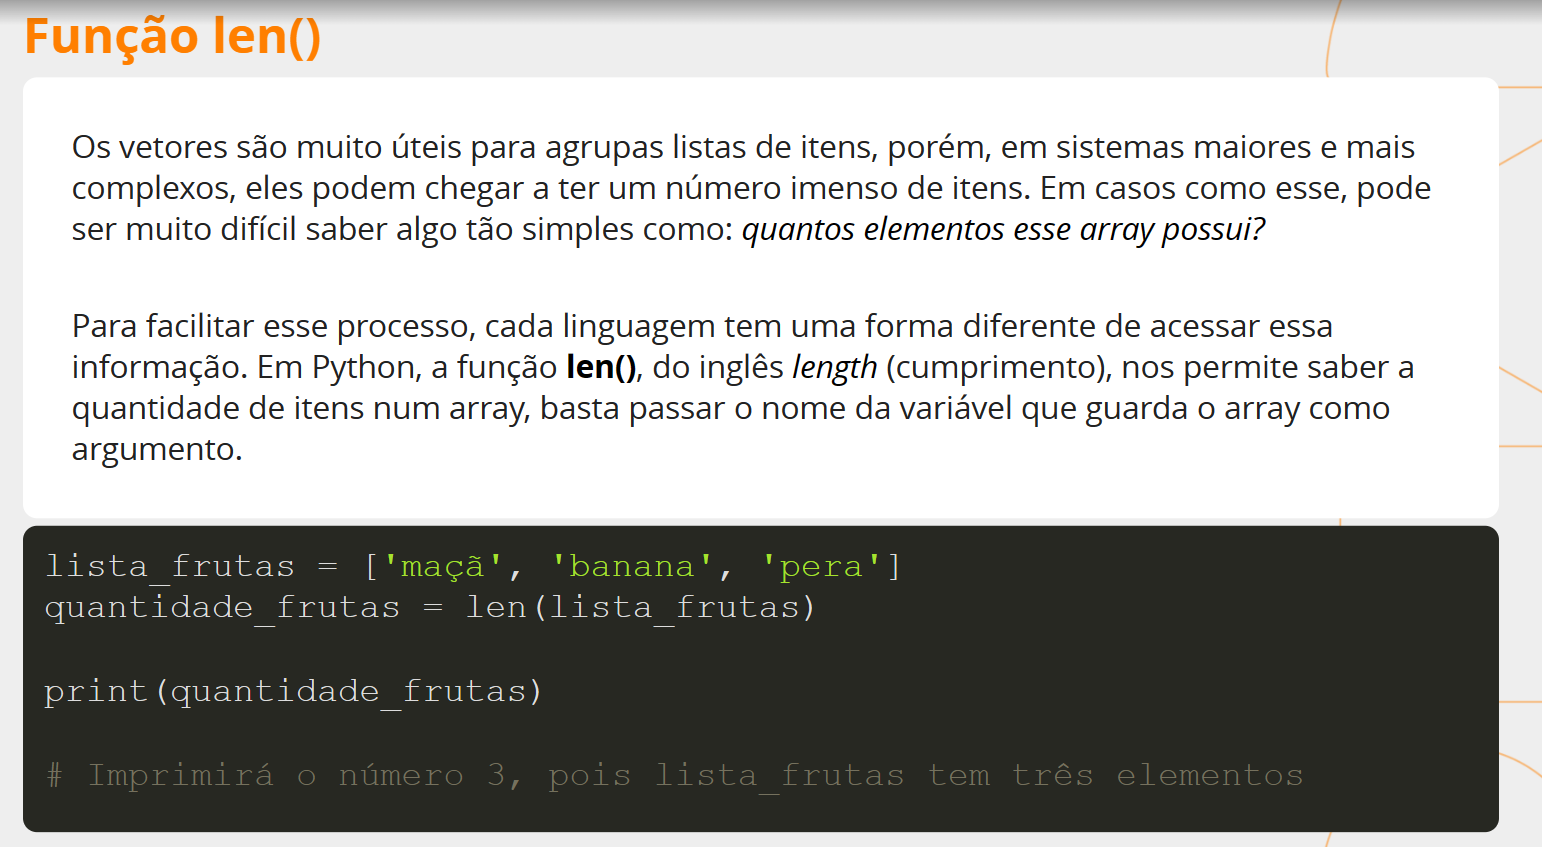 Função len()
Os vetores são muito úteis para agrupas listas de itens, porém, em sistemas maiores e mais
complexos, eles podem chegar a ter um número imenso de itens. Em casos como esse, pode
ser muito difícil saber algo tão simples como: quantos elementos esse array possui?
Para facilitar esse processo, cada linguagem tem uma forma diferente de acessar essa
informação. Em Python, a função len(), do inglês length (cumprimento), nos permite saber a
quantidade de itens num array, basta passar o nome da variável que guarda o array como
argumento.
lista_frutas = ['maçã', 'banana', 'pera']
quantidade_frutas = len(lista_frutas)
print(quantidade_frutas)
# Imprimirá o número 3, pois lista_frutas tem três elementos